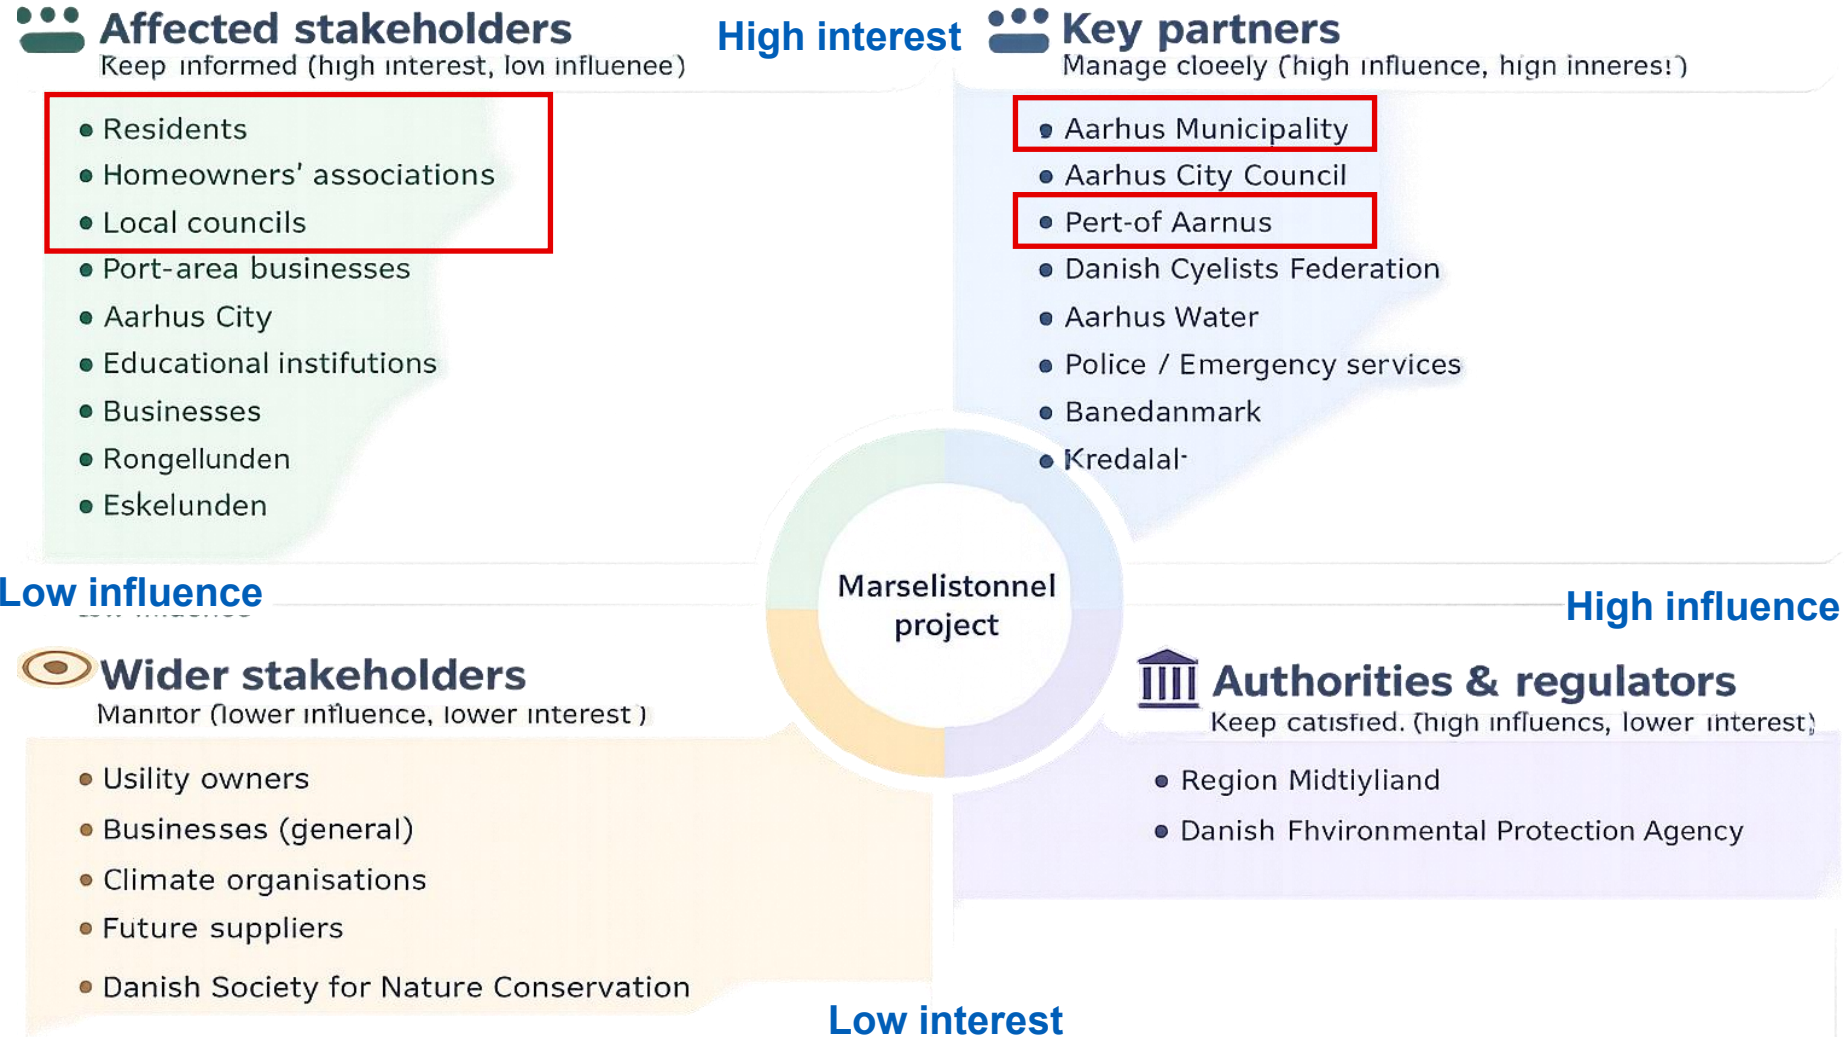 Affected stakeholders
Keep informed (high interest, low influenee)
High interest
Key partners
Manage cloeely (high influence, hign inneres!)
• Residents
• Homeowners' associations
• Local councils
• Port-area businesses
• Aarhus City
• Educational instifutions
• Businesses
• Rongellunden
• Eskelunden
• Aarhus Municipality
• Aarhus City Council
• Pert-of Aarnus
• Danish Cyelists Federation
• Aarhus Water
• Police / Emergency services
• Banedanmark
• Kredalal-
Low influence
Marselistonnel
project
High influence
Wider stakeholders
Manitor (lower influence, lower interest)
• Usility owners
• Businesses (general)
• Climate organisations
• Future suppliers
• Danish Society for Nature Conservation
Authorities & regulators
Keep catisfied. (high influencs, lower interest)
• Region Midtiyliand
• Danish Fhvironmental Protection Agency
Low interest